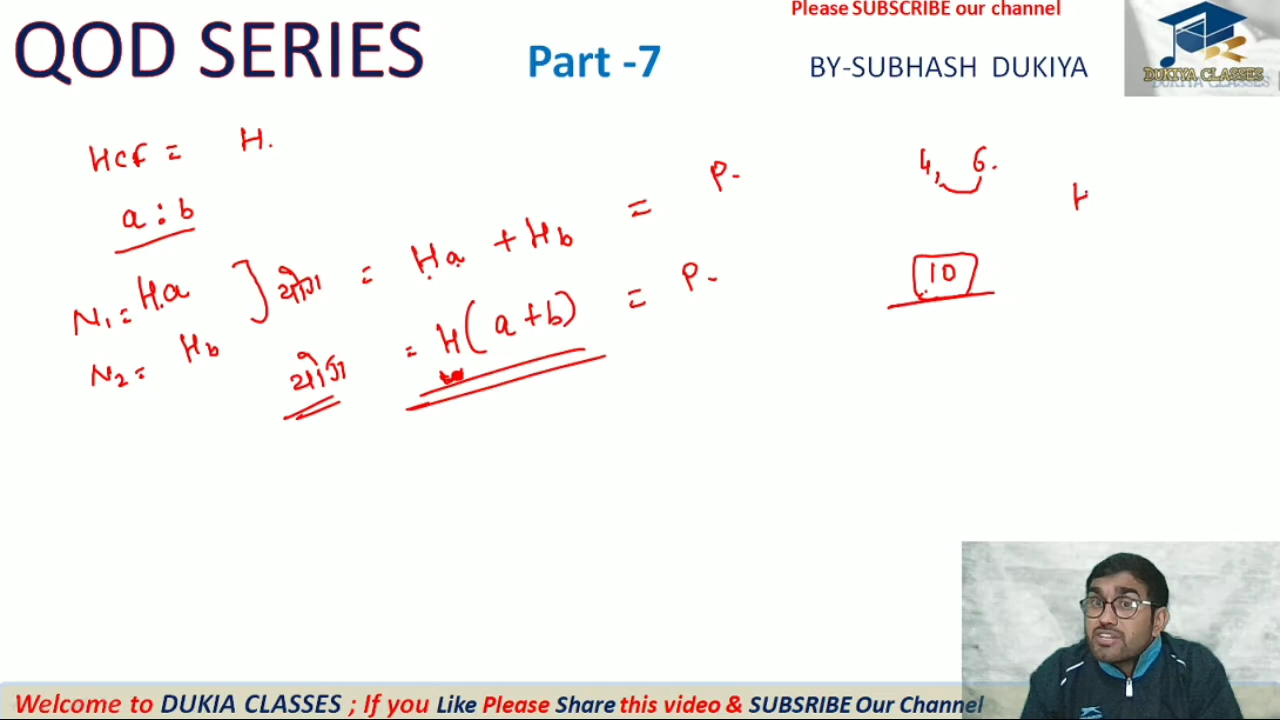 Please SUBSCRIBE our channel
QOD SERIES
Part -7
BY-SUBHASH DUKIYA
DUKIYA CLASSES
HCF = H.
a : b
N1 = H.a
N2 = Hb
योग = Ha + Hb = P.
योग = H(a+b) = P.
4, 6.
10
Welcome to DUKIA CLASSES ; If you Like Please Share this video & SUBSRIBE Our Channel